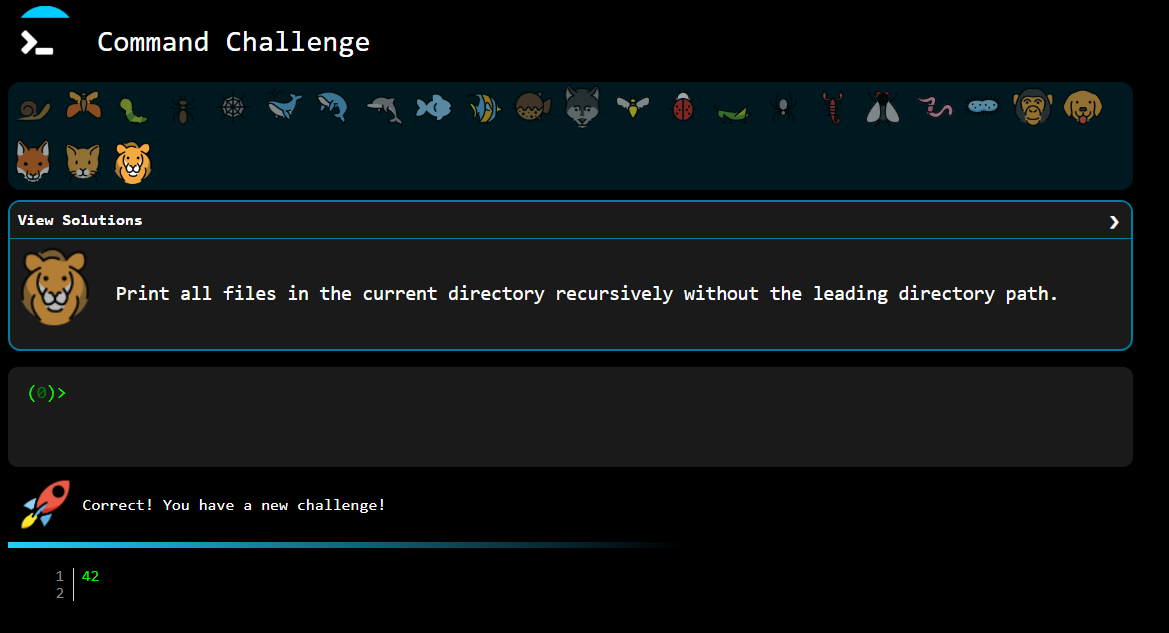 Command Challenge
View Solutions
Print all files in the current directory recursively without the leading directory path.
(0)>
Correct! You have a new challenge!
1 42
2